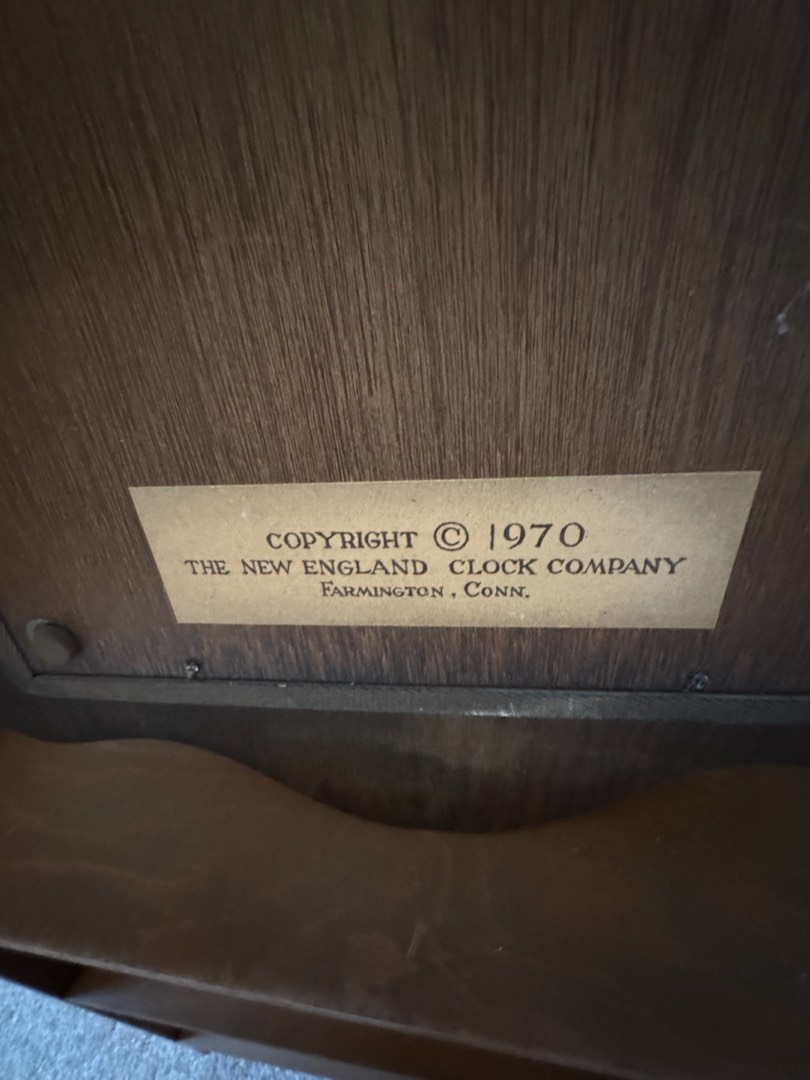 COPYRIGHT © 1970
THE NEW ENGLAND CLOCK COMPANY
FARMINGTON, CONN.